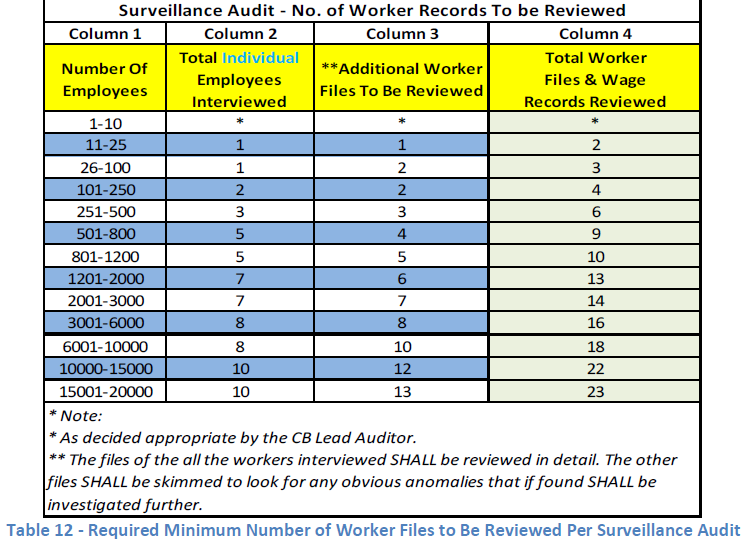 Surveillance Audit - No. of Worker Records To be Reviewed
Column 1 Column 2 Column 3 Column 4
Number Of Employees Total Individual Employees Interviewed **Additional Worker Files To Be Reviewed Total Worker Files & Wage Records Reviewed
1-10 * * *
11-25 1 1 2
26-100 1 2 3
101-250 2 2 4
251-500 3 3 6
501-800 5 4 9
801-1200 5 5 10
1201-2000 7 6 13
2001-3000 7 7 14
3001-6000 8 8 16
6001-10000 8 10 18
10000-15000 10 12 22
15001-20000 10 13 23
* Note:
* As decided appropriate by the CB Lead Auditor.
** The files of the all the workers interviewed SHALL be reviewed in detail. The other
files SHALL be skimmed to look for any obvious anomalies that if found SHALL be
investigated further.
Table 12 - Required Minimum Number of Worker Files to Be Reviewed Per Surveillance Audit